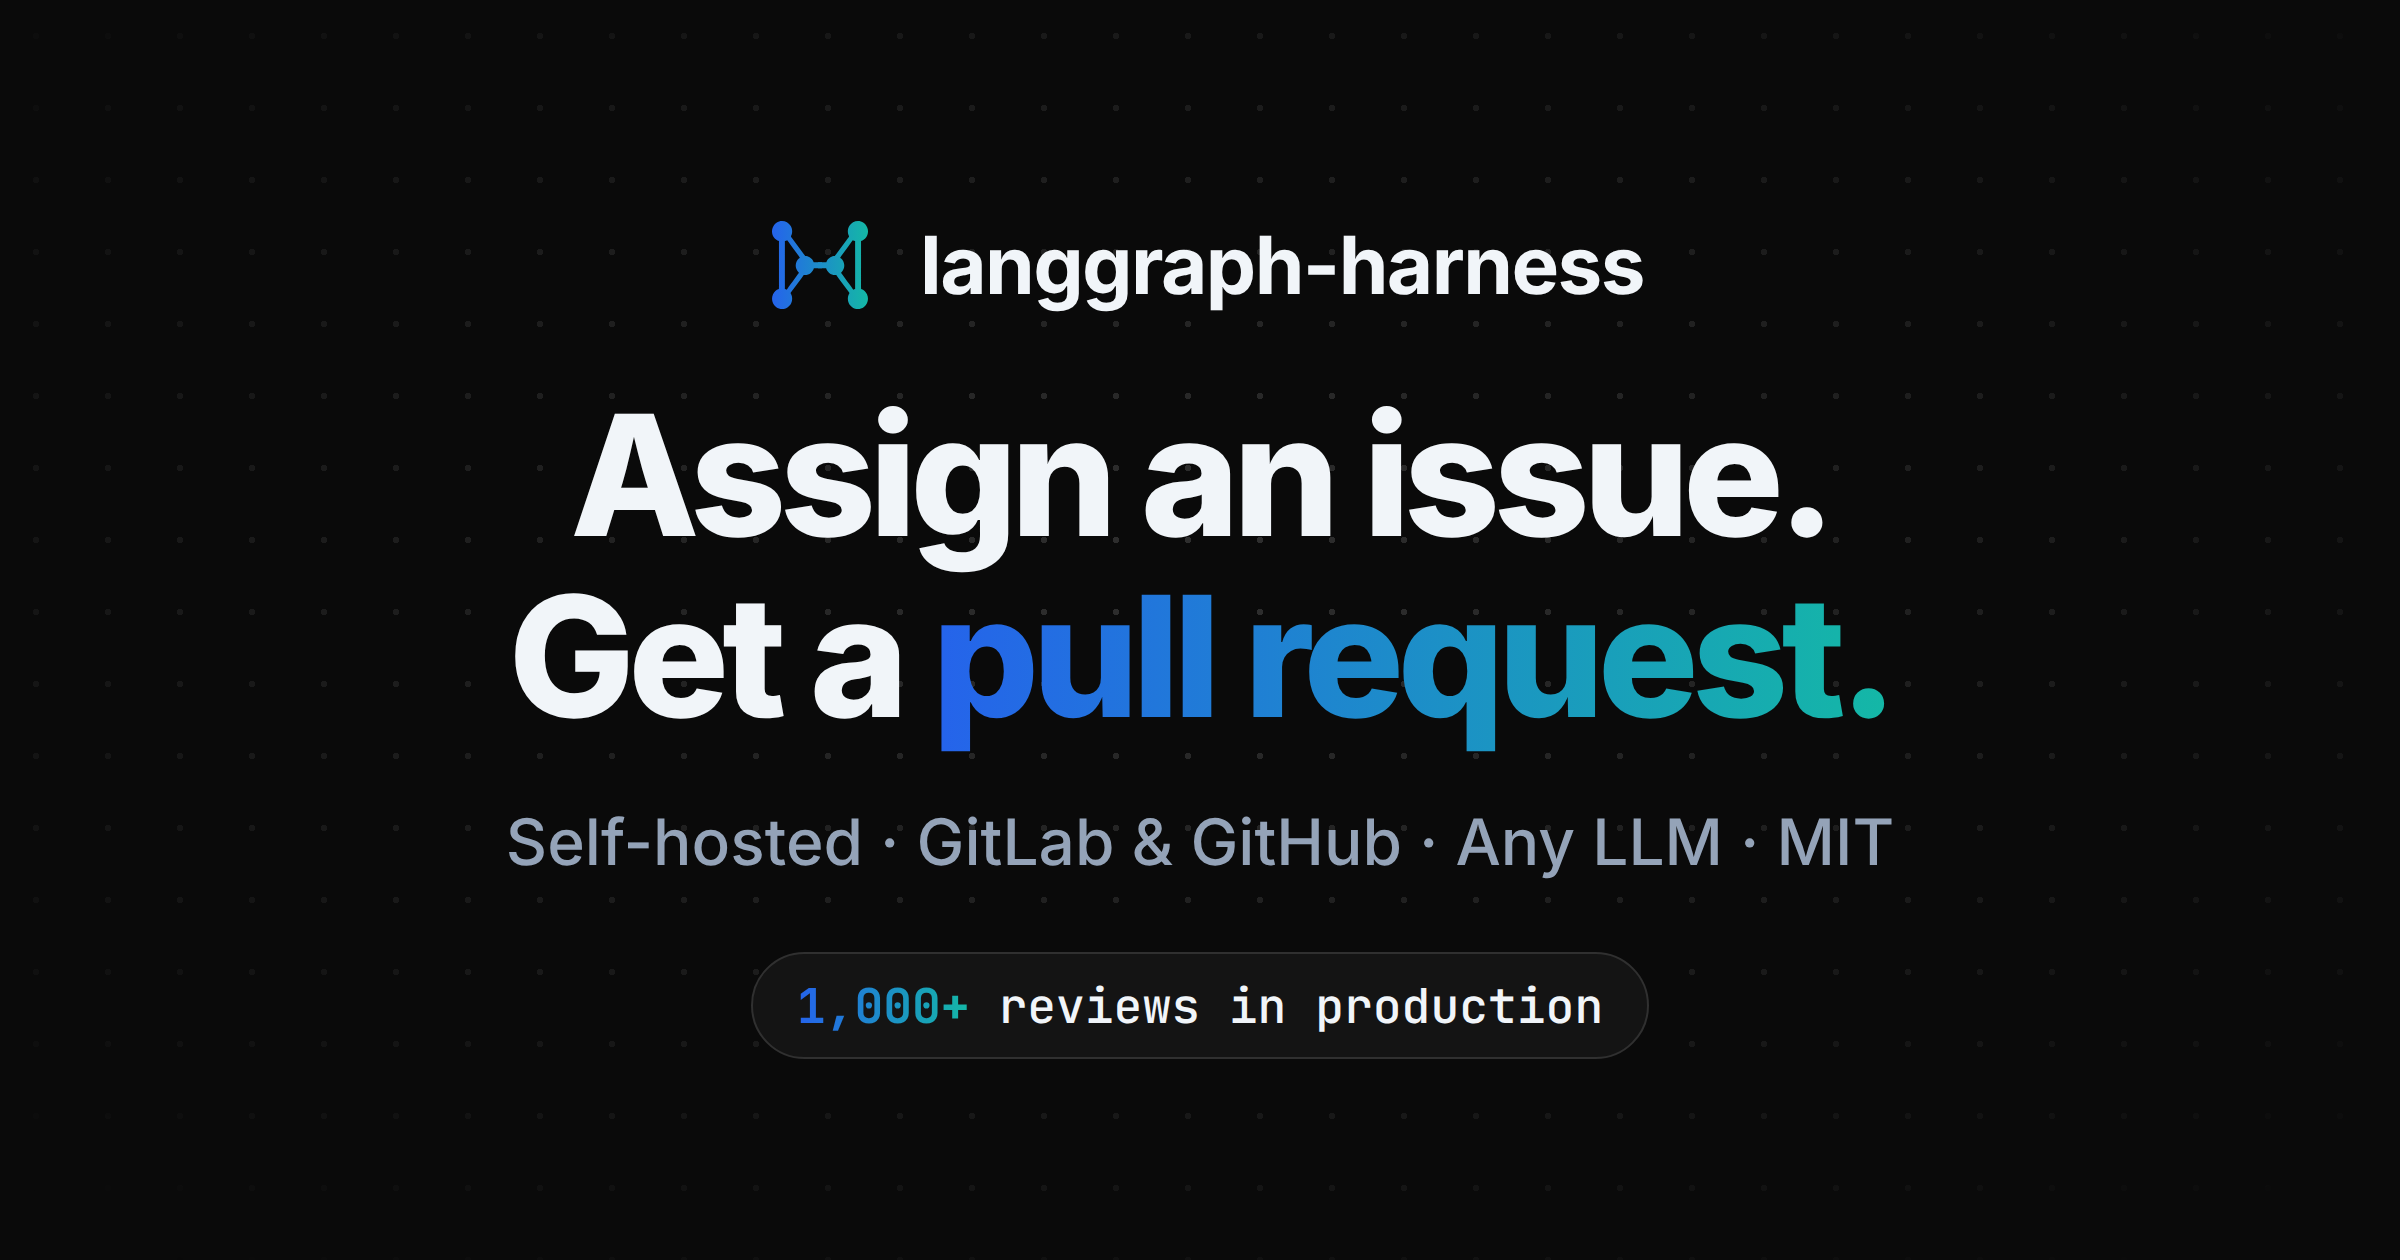 langgraph-harness
Assign an issue.
Get a pull request.
Self-hosted · GitLab & GitHub · Any LLM · MIT
1,000+ reviews in production